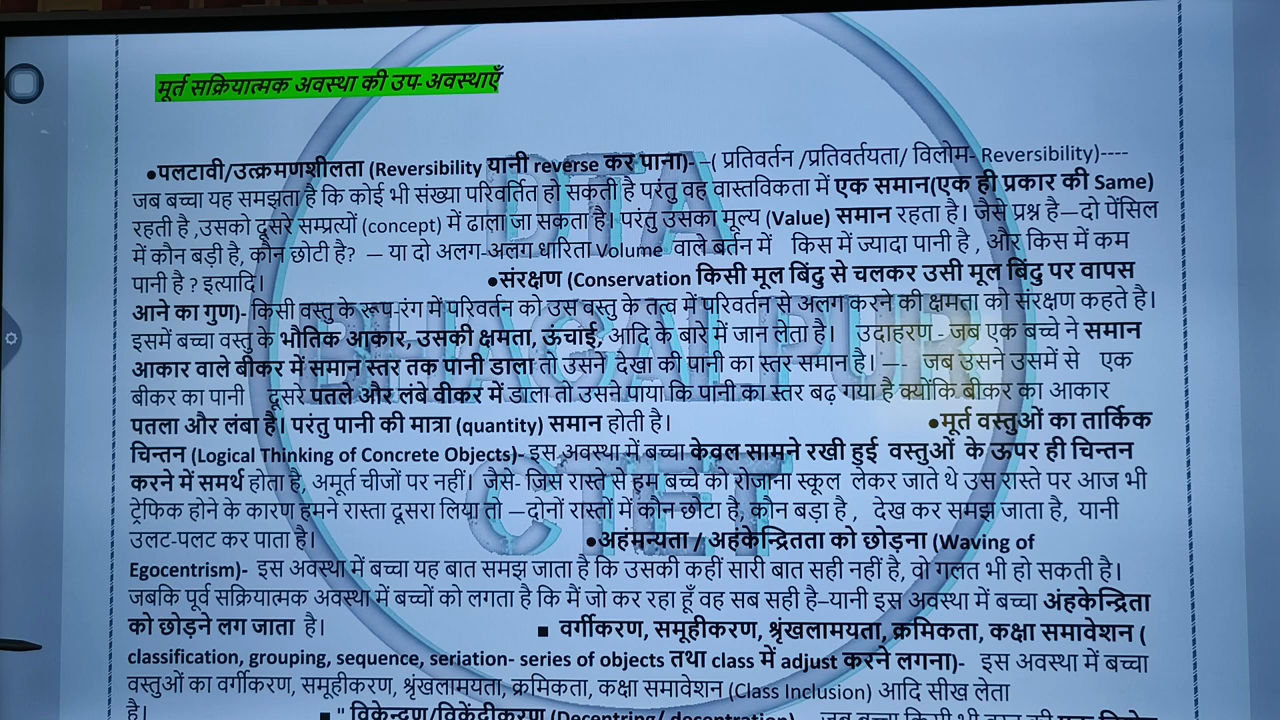 मूर्त सक्रियात्मक अवस्था की उप-अवस्थाएँ
●पलटावी/उत्क्रमणशीलता (Reversibility यानी reverse कर पाना)- –( प्रतिवर्तन /प्रतिवर्तयता/ विलोम- Reversibility)----
जब बच्चा यह समझता है कि कोई भी संख्या परिवर्तित हो सकती है परंतु वह वास्तविकता में एक समान(एक ही प्रकार की Same)
रहती है ,उसको दूसरे सम्प्रत्यों (concept) में ढाला जा सकता है। परंतु उसका मूल्य (Value) समान रहता है। जैसे प्रश्न है—दो पेंसिल
में कौन बड़ी है, कौन छोटी है? — या दो अलग-अलग धारिता Volume वाले बर्तन में किस में ज्यादा पानी है , और किस में कम
पानी है ? इत्यादि। ●संरक्षण (Conservation किसी मूल बिंदु से चलकर उसी मूल बिंदु पर वापस
आने का गुण)- किसी वस्तु के रूप-रंग में परिवर्तन को उस वस्तु के तत्व में परिवर्तन से अलग करने की क्षमता को संरक्षण कहते है।
इसमें बच्चा वस्तु के भौतिक आकार, उसकी क्षमता, ऊंचाई, आदि के बारे में जान लेता है। उदाहरण - जब एक बच्चे ने समान
आकार वाले बीकर में समान स्तर तक पानी डाला तो उसने देखा की पानी का स्तर समान है। —- जब उसने उसमें से एक
बीकर का पानी दूसरे पतले और लंबे वीकर में डाला तो उसने पाया कि पानी का स्तर बढ़ गया है क्योंकि बीकर का आकार
पतला और लंबा है। परंतु पानी की मात्रा (quantity) समान होती है। ●मूर्त वस्तुओं का तार्किक
चिन्तन (Logical Thinking of Concrete Objects)- इस अवस्था में बच्चा केवल सामने रखी हुई वस्तुओं के ऊपर ही चिन्तन
करने में समर्थ होता है, अमूर्त चीजों पर नहीं। जैसे- जिस रास्ते से हम बच्चे को रोजाना स्कूल लेकर जाते थे उस रास्ते पर आज भी
ट्रेफिक होने के कारण हमने रास्ता दूसरा लिया तो —दोनों रास्तों में कौन छोटा है, कौन बड़ा है , देख कर समझ जाता है, यानी
उलट-पलट कर पाता है। ●अहंमन्यता / अहंकेन्द्रितता को छोड़ना (Waving of
Egocentrism)- इस अवस्था में बच्चा यह बात समझ जाता है कि उसकी कहीं सारी बात सही नहीं है, वो गलत भी हो सकती है।
जबकि पूर्व सक्रियात्मक अवस्था में बच्चों को लगता है कि मैं जो कर रहा हूँ वह सब सही है–यानी इस अवस्था में बच्चा अंहकेन्द्रिता
को छोड़ने लग जाता है। ■ वर्गीकरण, समूहीकरण, श्रृंखलामयता, क्रमिकता, कक्षा समावेशन (
classification, grouping, sequence, seriation- series of objects तथा class में adjust करने लगना)- इस अवस्था में बच्चा
वस्तुओं का वर्गीकरण, समूहीकरण, श्रृंखलामयता, क्रमिकता, कक्षा समावेशन (Class Inclusion) आदि सीख लेता
है। ■ " विकेन्द्रण/विकेंद्रीकरण (Decentring/ decentration)
BTA
BHAGALPUR
CTET